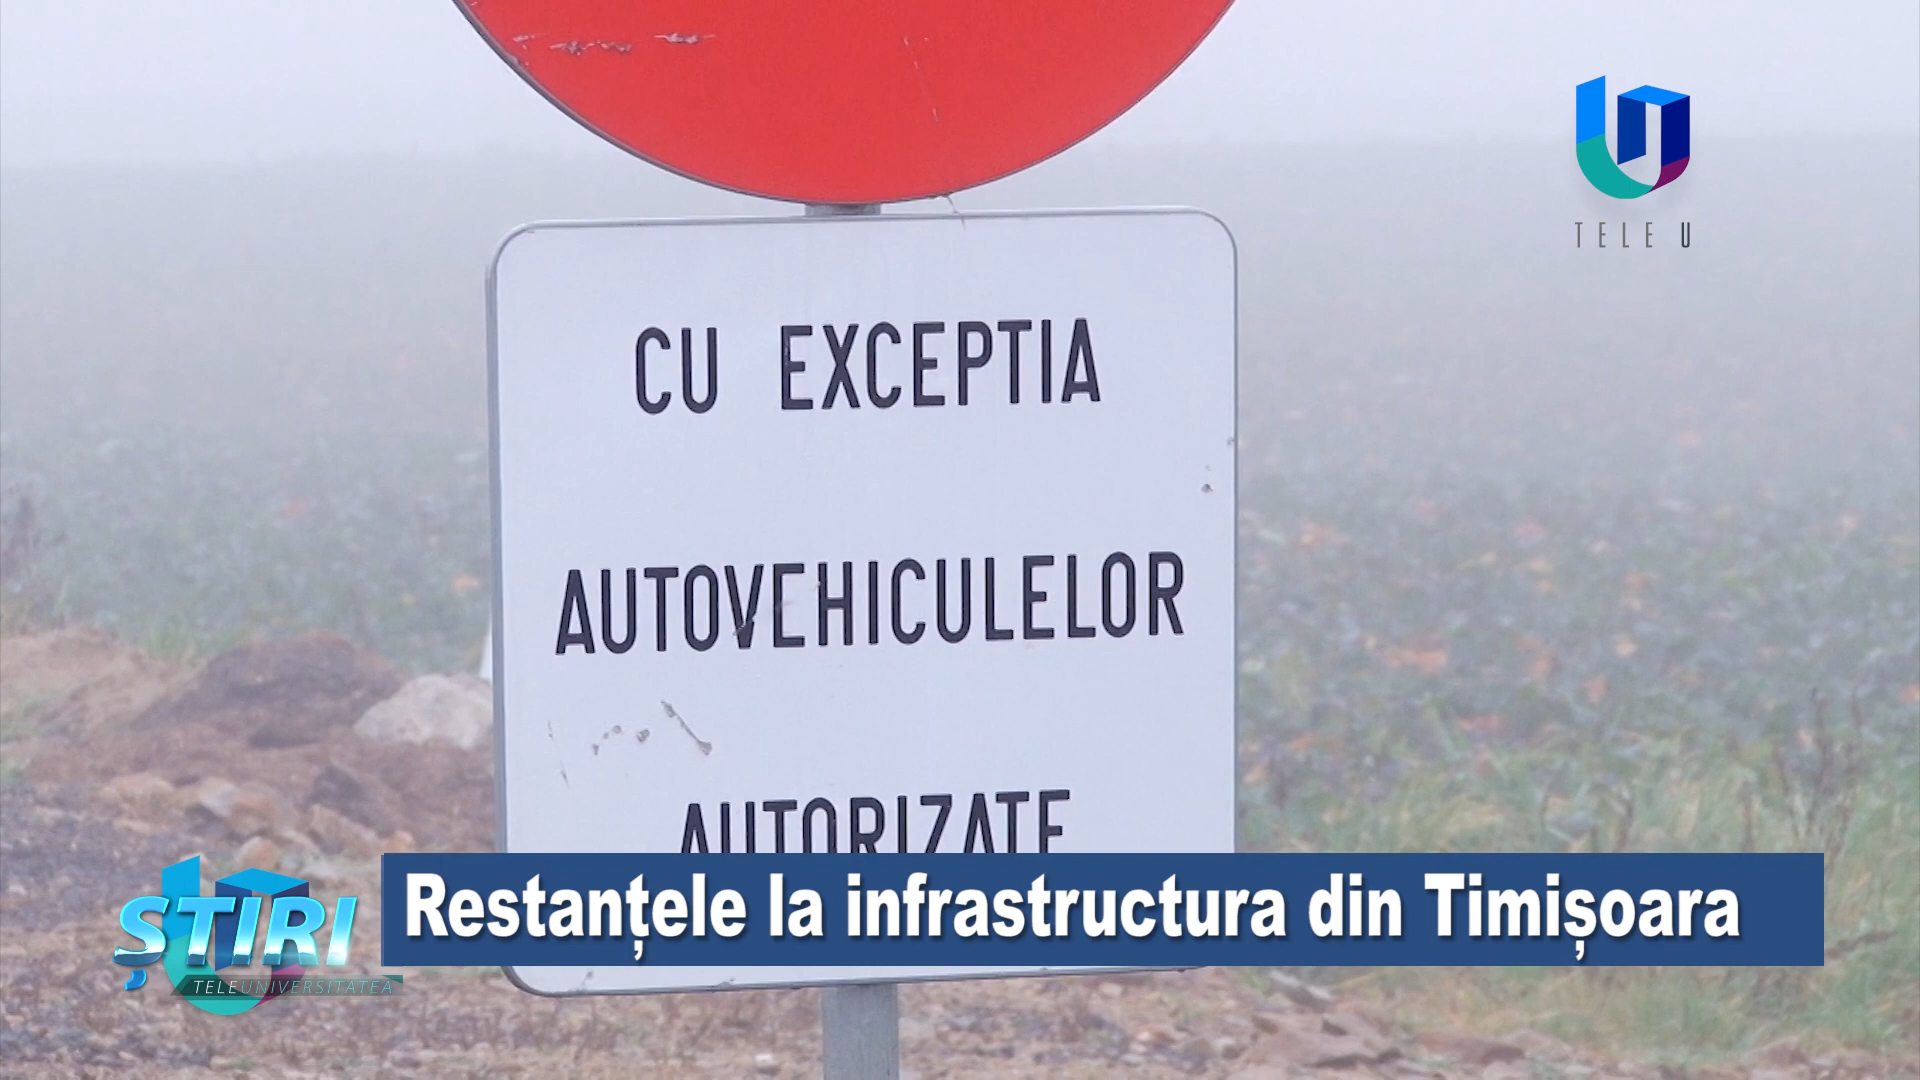 TELE U
CU EXCEPTIA
AUTOVEHICULELOR
AUTORIZATE
Restanțele la infrastructura din Timișoara
ȘTIRI
TELEUNIVERSITATEA